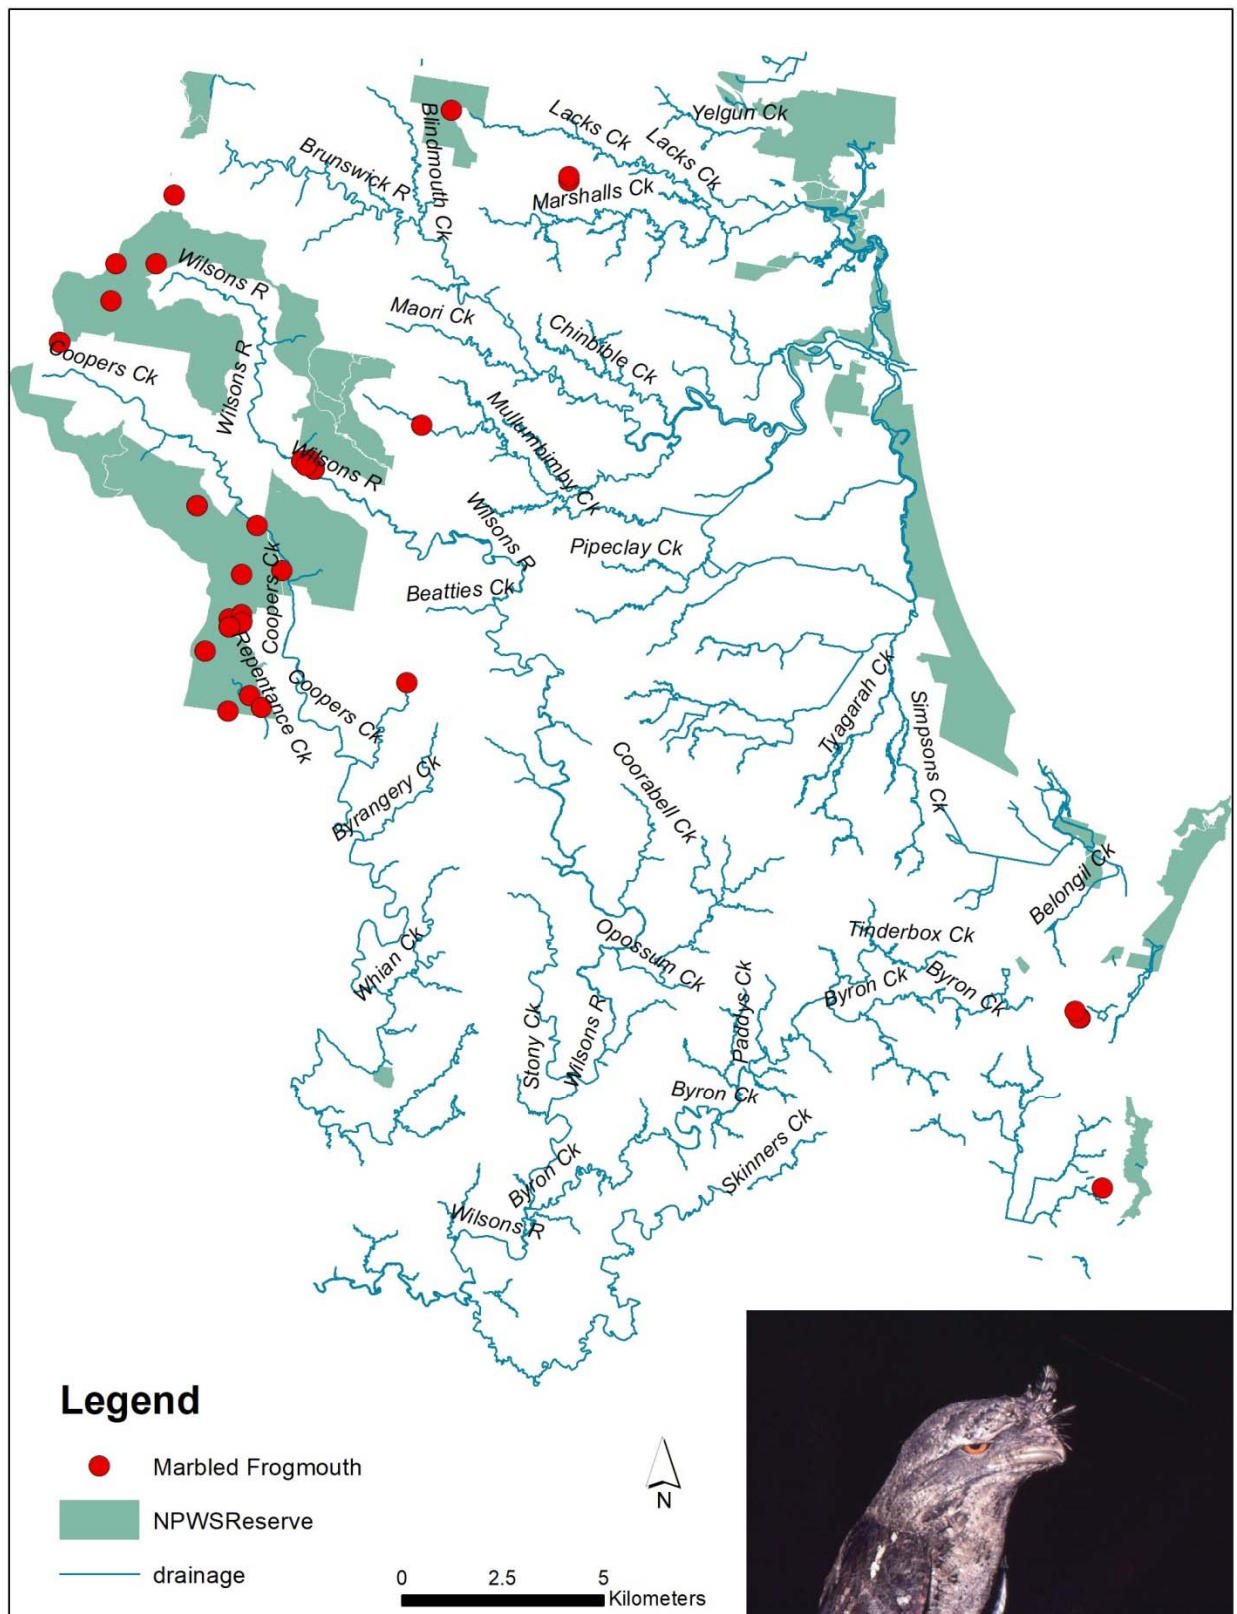 Yelgun Ck
Lacks Ck
Lacks Ck
Blindmouth Ck
Brunswick R
Marshalls Ck
Wilsons R
Maori Ck
Chinbible Ck
Coopers Ck
Wilsons R
Mullumbimby Ck
Wilsons R
Wilsons R
Pipeclay Ck
Beatties Ck
Coopers Ck
Repentance Ck
Coopers Ck
Tyagarah Ck
Simpsons Ck
Coorabell Ck
Byrangery Ck
Belongil Ck
Tinderbox Ck
Opossum Ck
Whian Ck
Byron Ck
Byron Ck
Paddys Ck
Stony Ck
Wilsons R
Byron Ck
Skinners Ck
Byron Ck
Wilsons R
Legend
Marbled Frogmouth
NPWSReserve
drainage
N
0 2.5 5
Kilometers